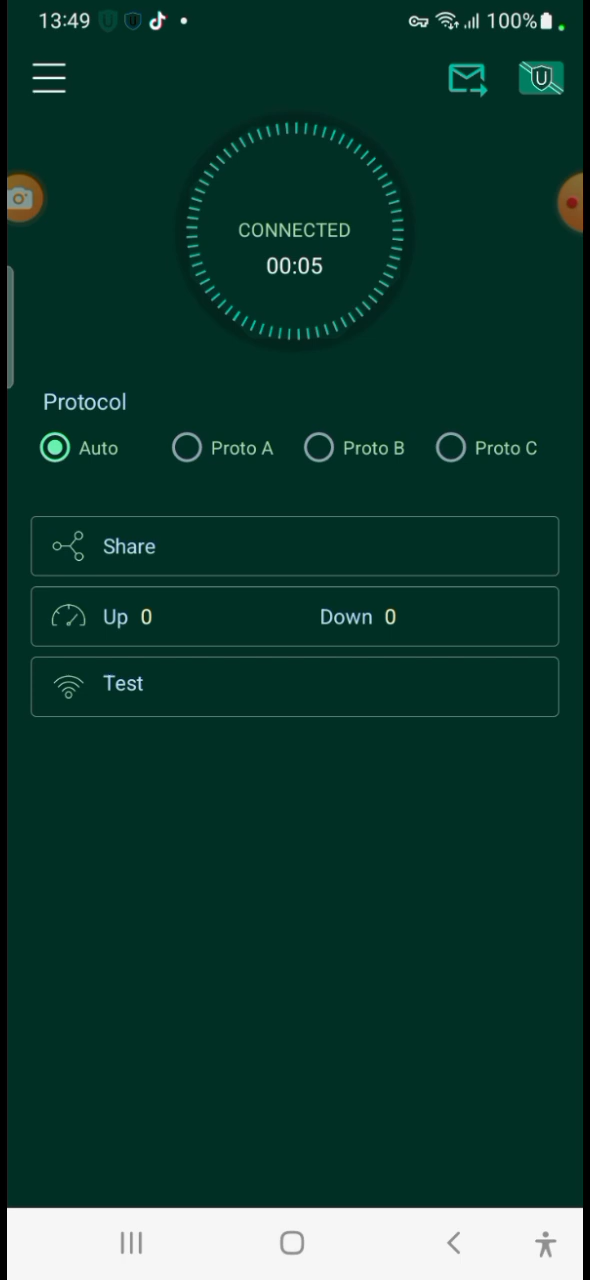 13:49 100%
U
CONNECTED
00:05
Protocol
Auto Proto A Proto B Proto C
Share
Up 0 Down 0
Test